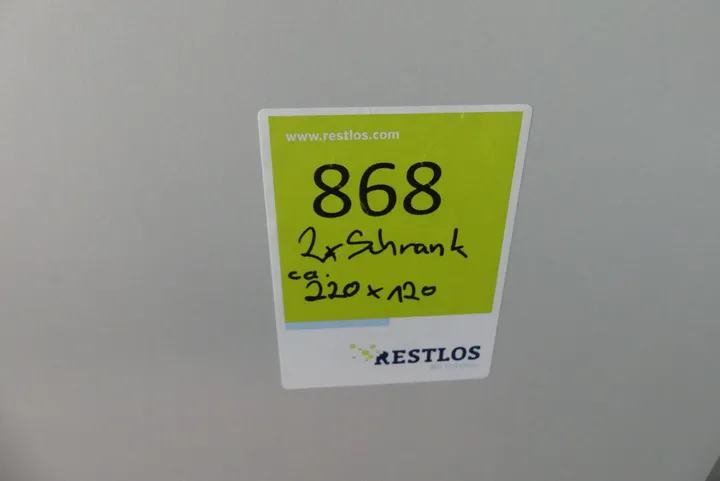 www.restlos.com
868
2x Schrank
ca.
220 x 120
RESTLOS